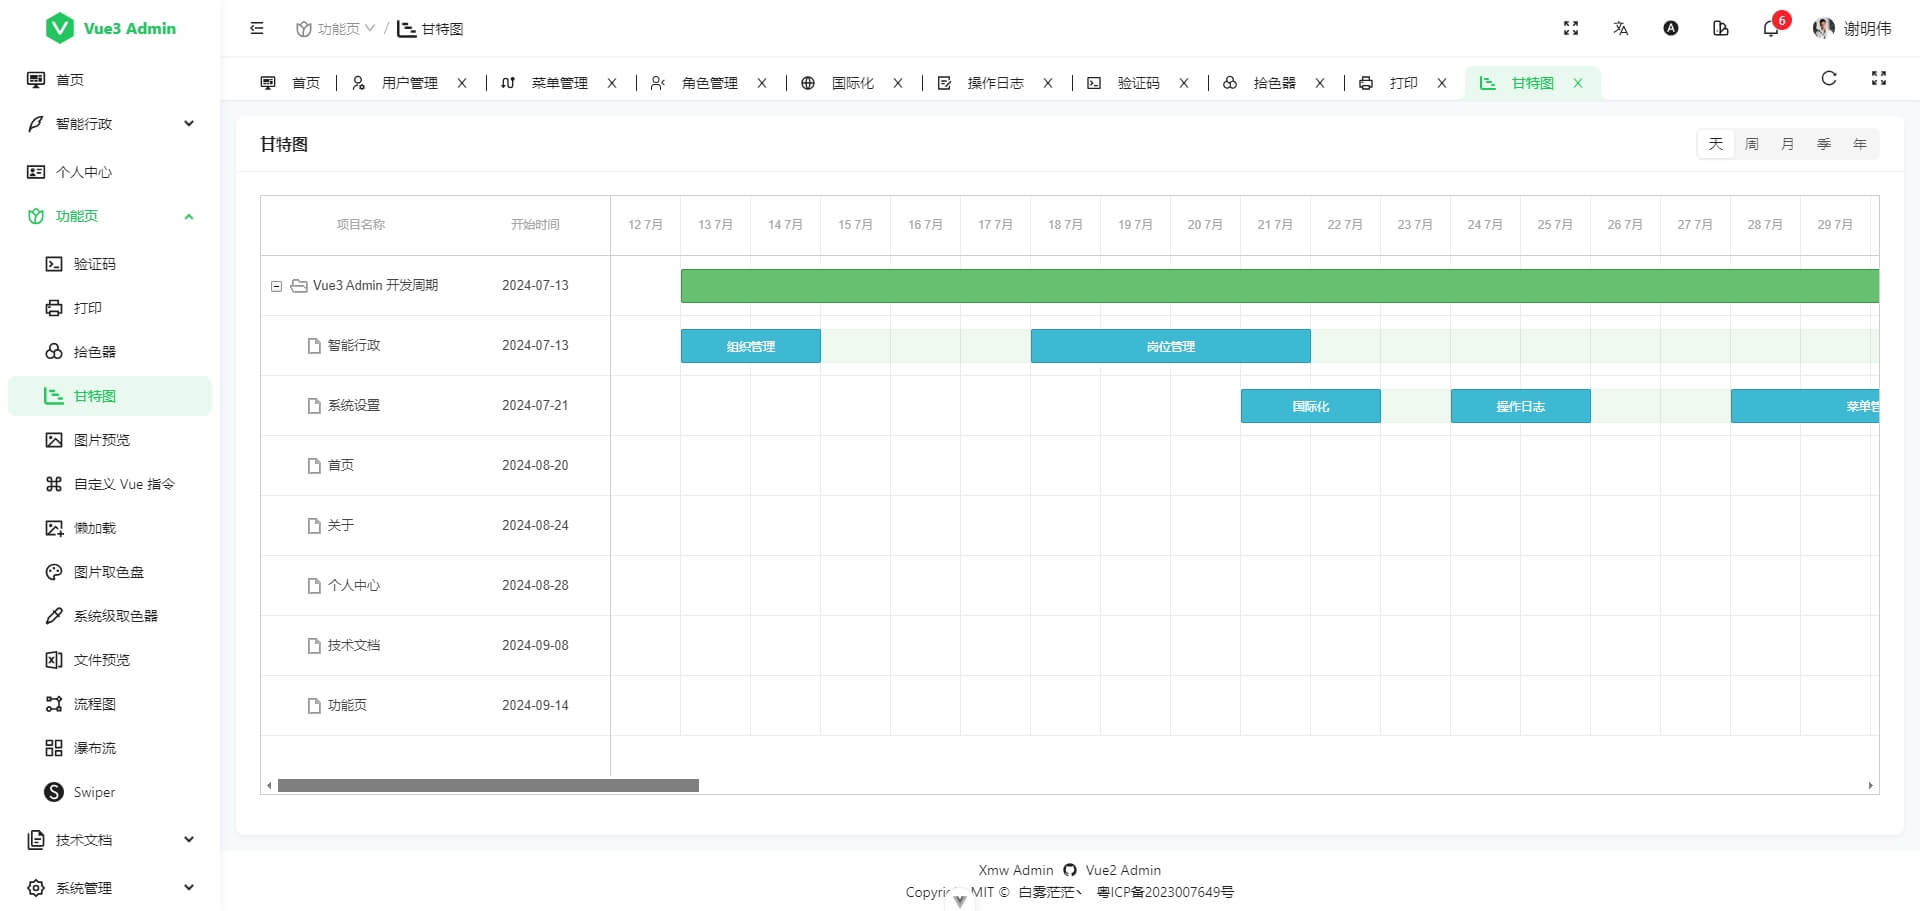 Vue3 Admin
功能页 / 甘特图
6
谢明伟
首页 用户管理 菜单管理 角色管理 国际化 操作日志 验证码 拾色器 打印 甘特图
首页
智能行政
个人中心
功能页
验证码
打印
拾色器
甘特图
图片预览
自定义 Vue 指令
懒加载
图片取色盘
系统级取色器
文件预览
流程图
瀑布流
Swiper
技术文档
系统管理
甘特图
天 周 月 季 年
项目名称 开始时间 12 7月 13 7月 14 7月 15 7月 16 7月 17 7月 18 7月 19 7月 20 7月 21 7月 22 7月 23 7月 24 7月 25 7月 26 7月 27 7月 28 7月 29 7月
Vue3 Admin 开发周期 2024-07-13
智能行政 2024-07-13 组织管理 岗位管理
系统设置 2024-07-21 国际化 操作日志 菜单
首页 2024-08-20
关于 2024-08-24
个人中心 2024-08-28
技术文档 2024-09-08
功能页 2024-09-14
Xmw Admin Vue2 Admin
MIT © 白雾茫茫丶 粤ICP备2023007649号